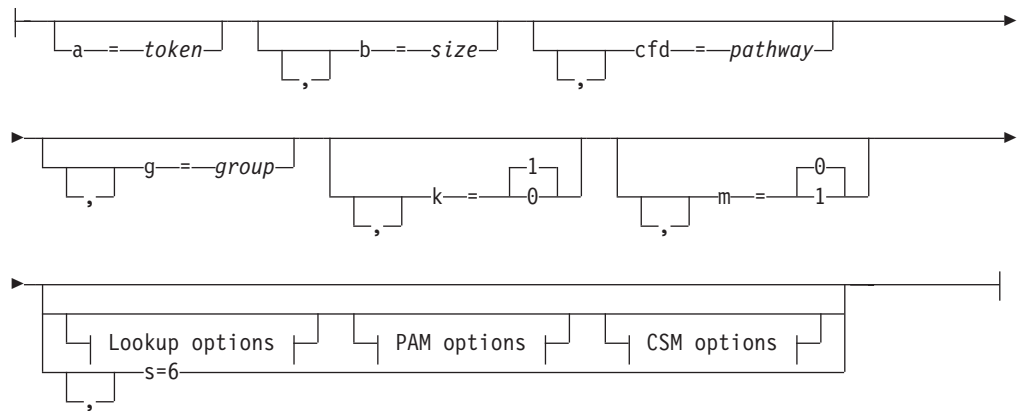 a = token b = size cfd = pathway
, ,
g = group k = 1 0 m = 0 1
, , ,
Lookup options PAM options CSM options
s=6
,